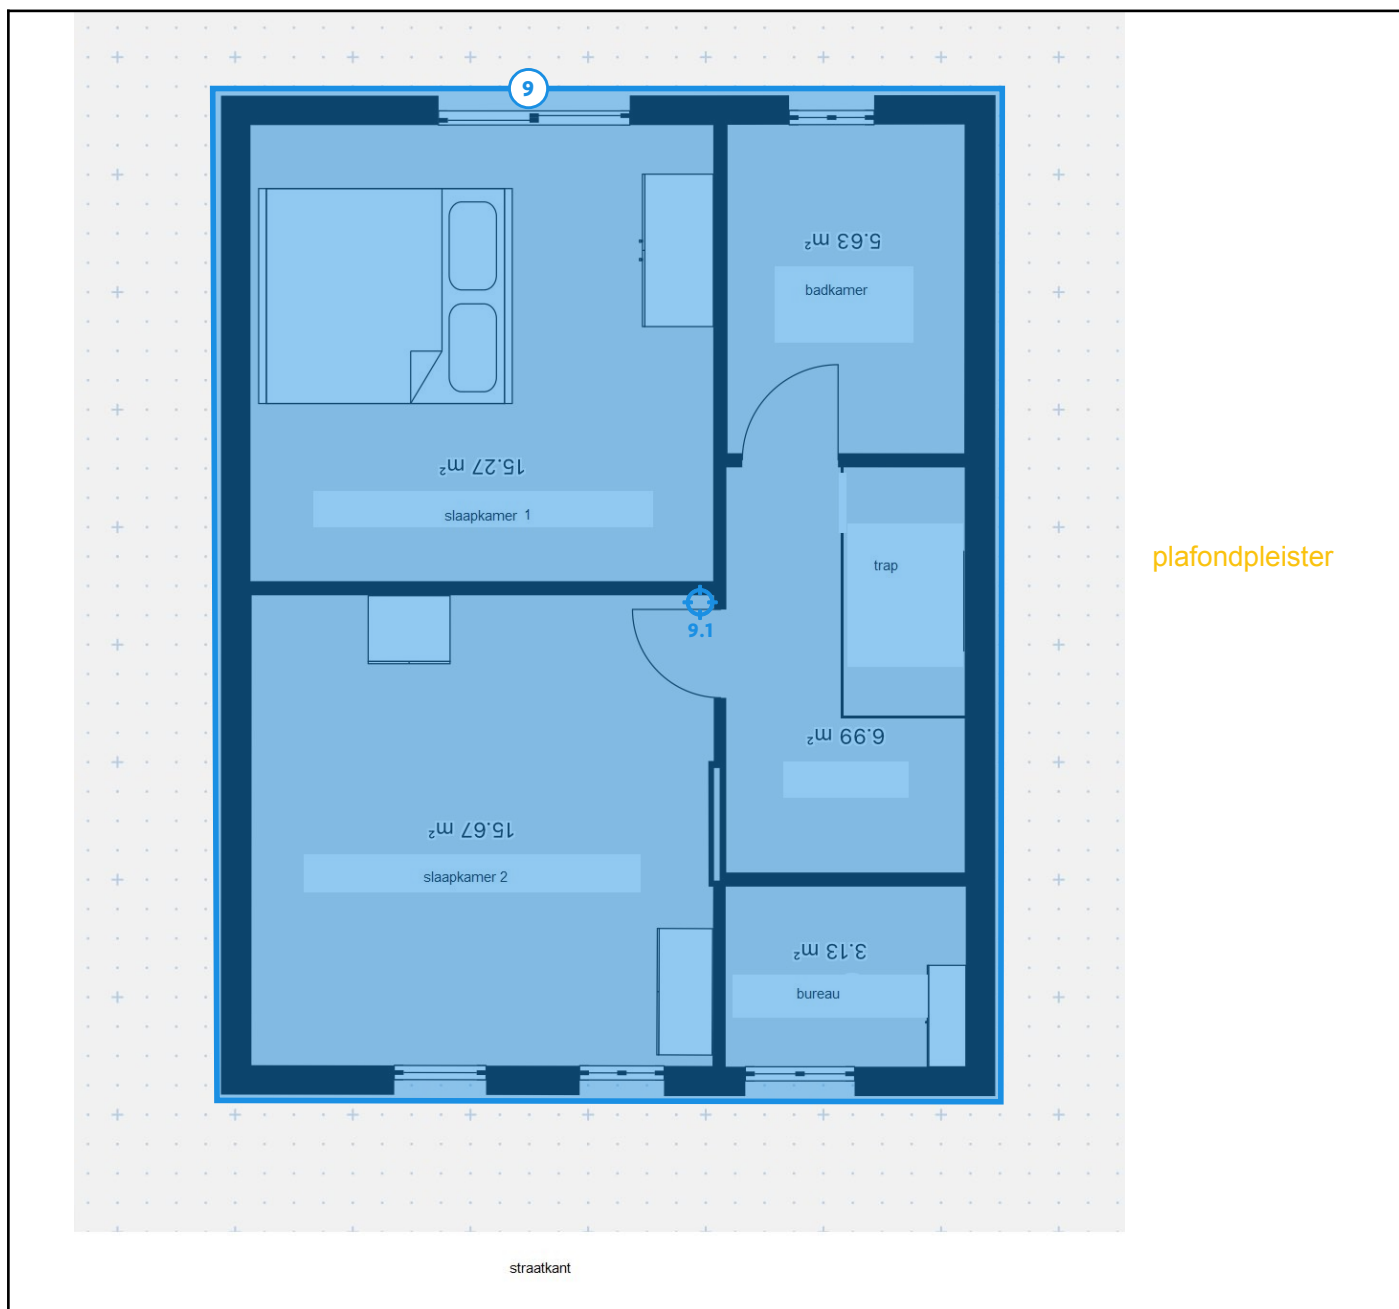 9
5.63 m²
badkamer
15.27 m²
slaapkamer 1
plafondpleister
trap
9.1
6.99 m²
15.67 m²
slaapkamer 2
3.13 m²
bureau
straatkant